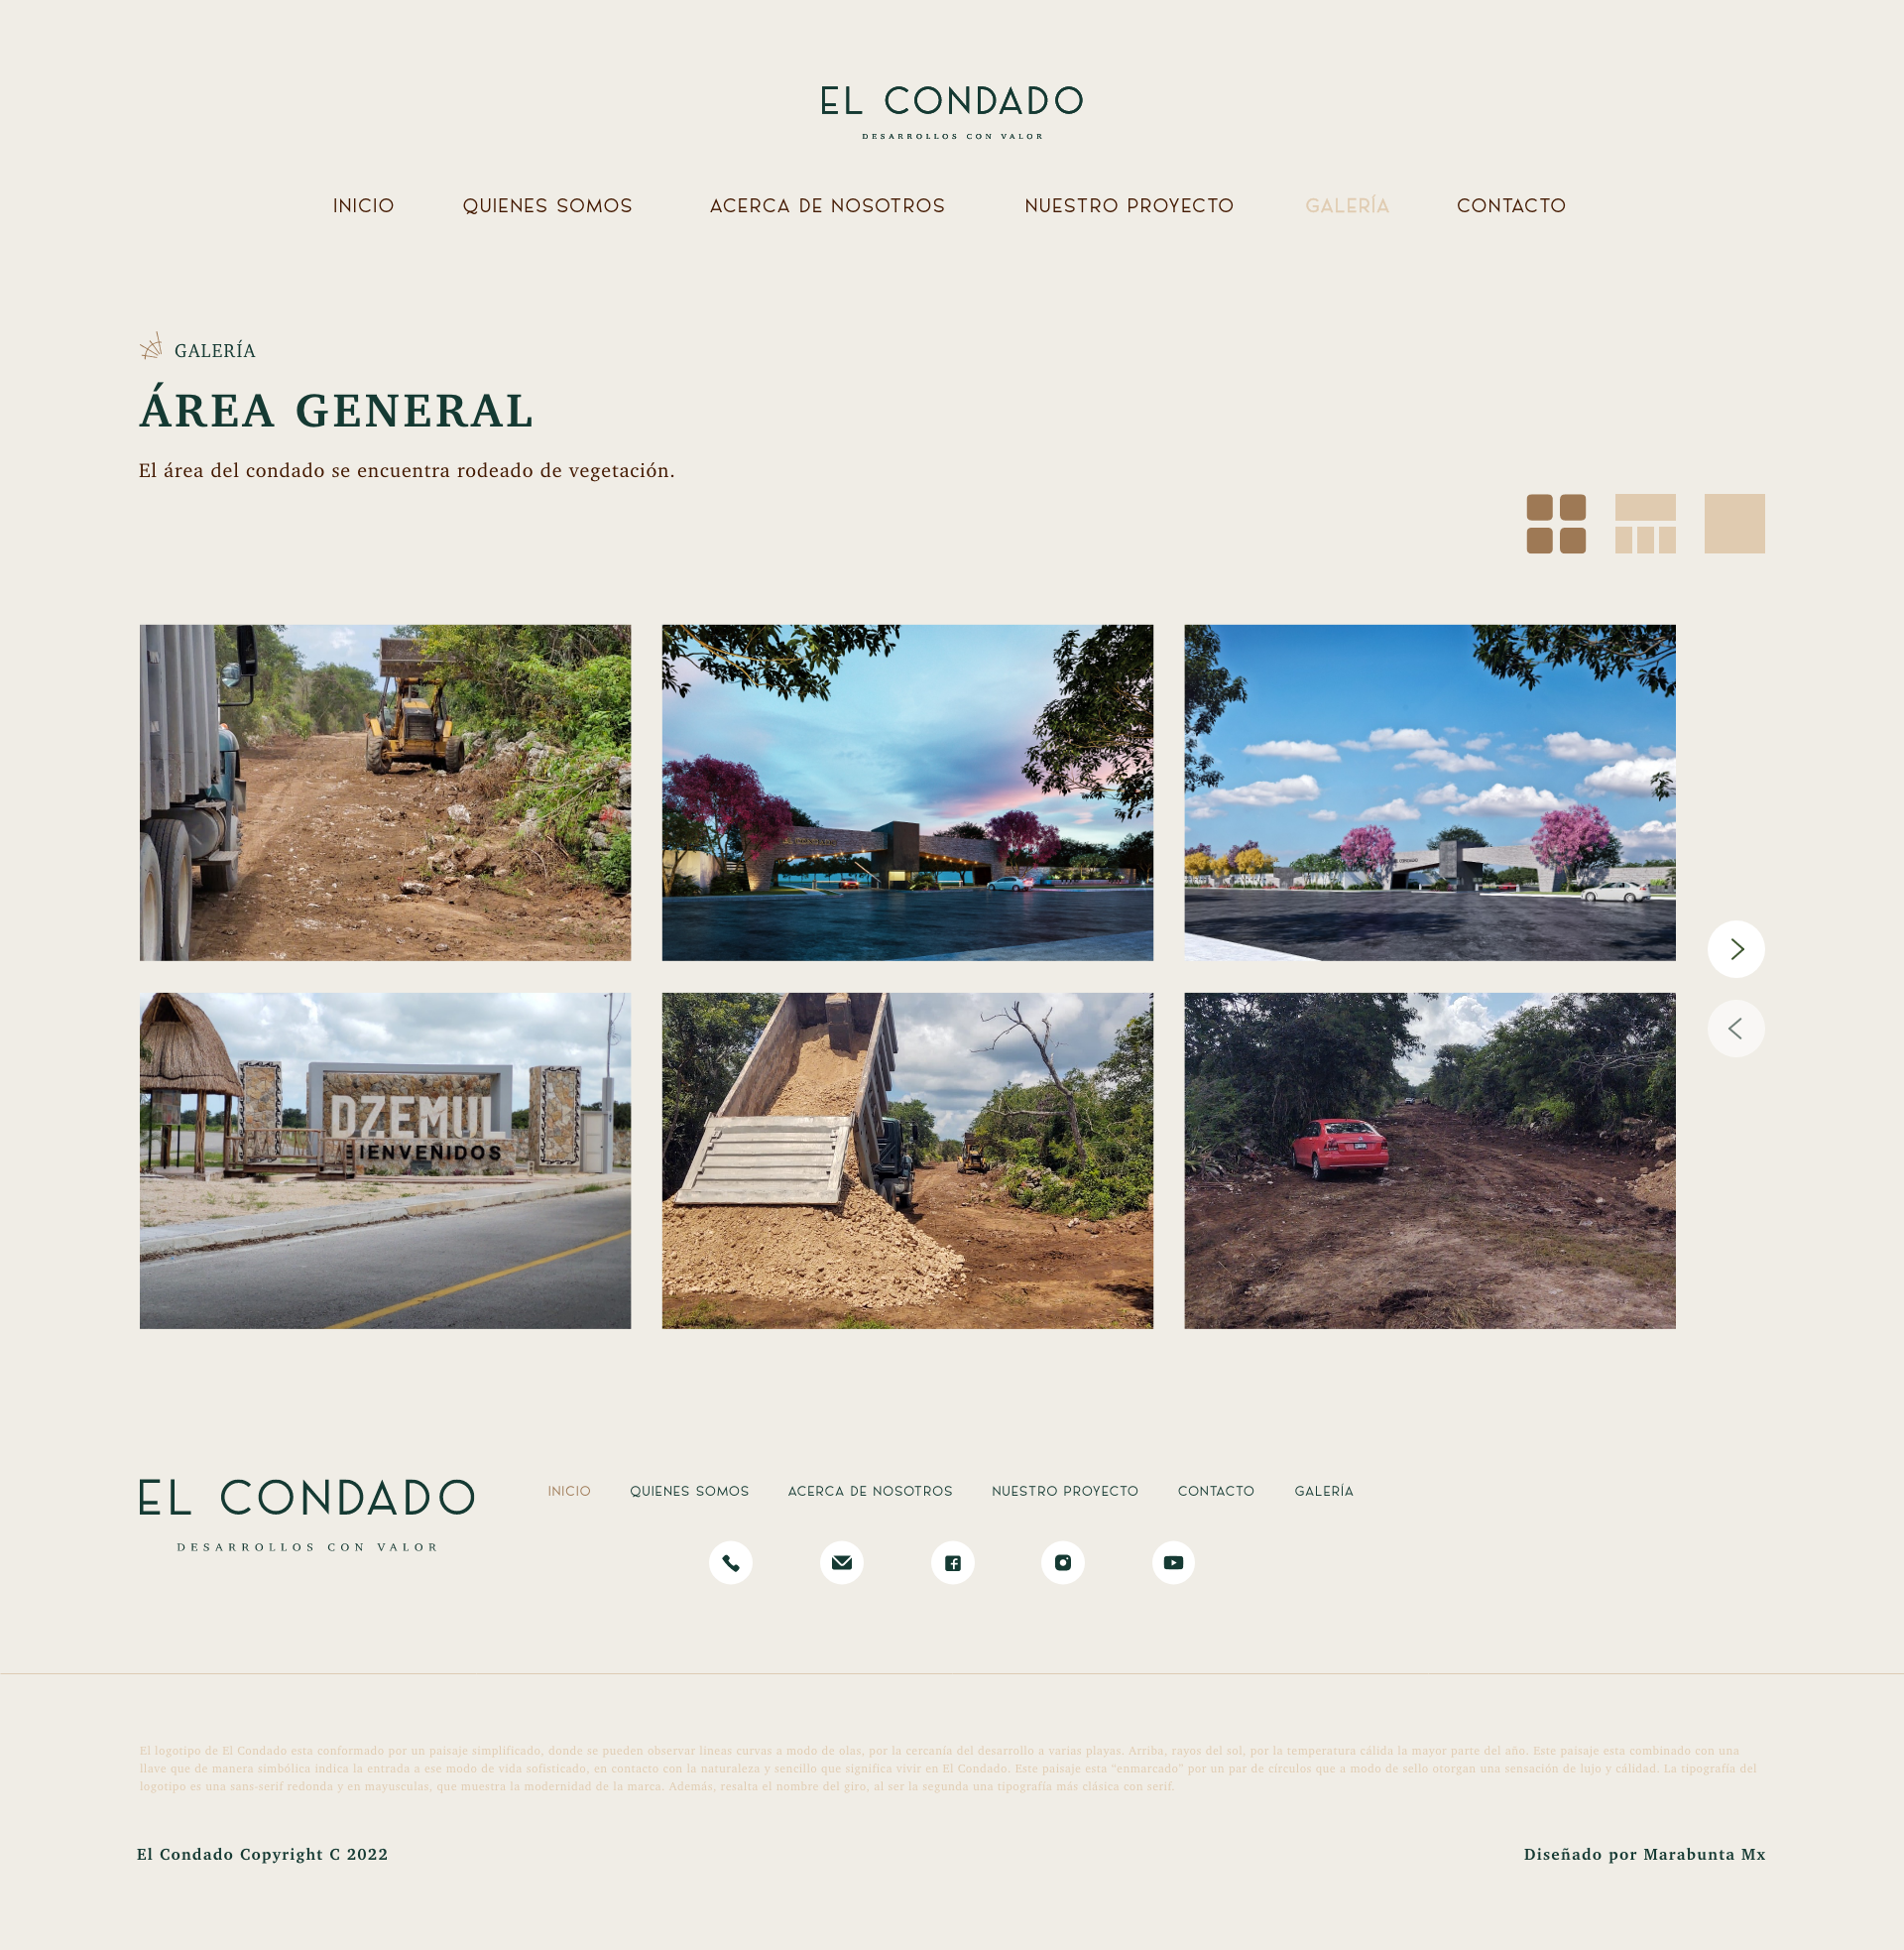 EL CONDADO
DESARROLLOS CON VALOR
INICIO QUIENES SOMOS ACERCA DE NOSOTROS NUESTRO PROYECTO GALERÍA CONTACTO
GALERÍA
ÁREA GENERAL
El área del condado se encuentra rodeado de vegetación.
CONDADO
CONDADO
DZEMUL
BIENVENIDOS
EL CONDADO
DESARROLLOS CON VALOR
INICIO QUIENES SOMOS ACERCA DE NOSOTROS NUESTRO PROYECTO CONTACTO GALERÍA
El logotipo de El Condado esta conformado por un paisaje simplificado, donde se pueden observar lineas curvas a modo de olas, por la cercanía del desarrollo a varias playas. Arriba, rayos del sol, por la temperatura cálida la mayor parte del año. Este paisaje esta combinado con una
llave que de manera simbólica indica la entrada a ese modo de vida sofisticado, en contacto con la naturaleza y sencillo que significa vivir en El Condado. Este paisaje esta “enmarcado” por un par de círculos que a modo de sello otorgan una sensación de lujo y cálidad. La tipografía del
logotipo es una sans-serif redonda y en mayusculas, que muestra la modernidad de la marca. Además, resalta el nombre del giro, al ser la segunda una tipografía más clásica con serif.
El Condado Copyright C 2022
Diseñado por Marabunta Mx